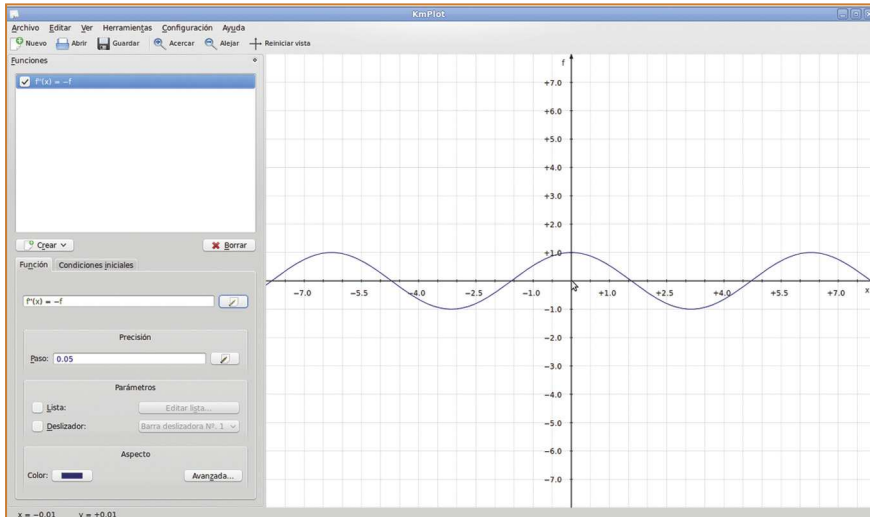 KmPlot
Archivo Editar Ver Herramientas Configuración Ayuda
Nuevo Abrir Guardar Acercar Alejar Reiniciar vista
Funciones
f''(x) = −f
Crear
Borrar
Función Condiciones iniciales
f''(x) = −f
Precisión
Paso: 0.05
Parámetros
Lista: Editar lista...
Deslizador: Barra deslizadora Nº. 1
Aspecto
Color: Avanzada...
x = −0.01 y = +0.01
f
+7.0
+6.0
+5.0
+4.0
+3.0
+2.0
+1.0
−7.0 −5.5 −4.0 −2.5 −1.0 +1.0 +2.5 +4.0 +5.5 +7.0 x
−1.0
−2.0
−3.0
−4.0
−5.0
−6.0
−7.0